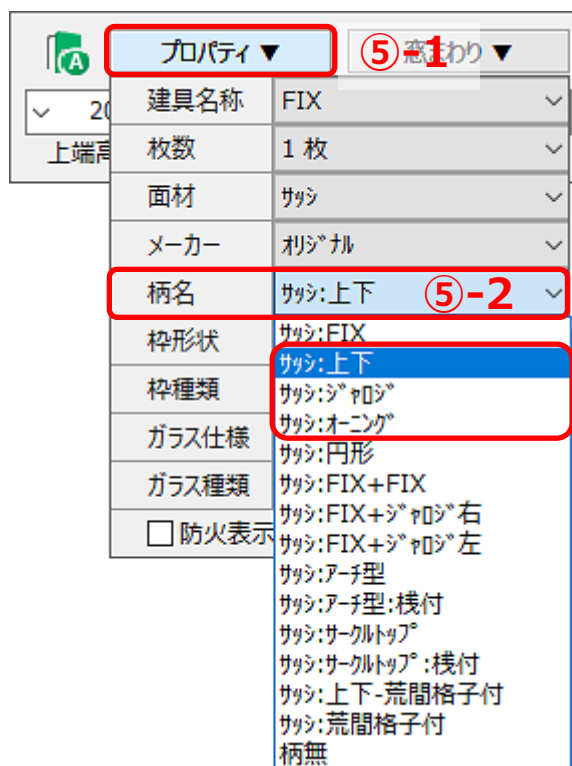 プロパティ ▼
⑤-1
窓まわり ▼
A
20
上端高
建具名称
FIX
枚数
1 枚
面材
ｻｯｼ
メーカー
ｵﾘｼﾞﾅﾙ
柄名
ｻｯｼ:上下
⑤-2
枠形状
枠種類
ガラス仕様
ガラス種類
防火表示
ｻｯｼ:FIX
ｻｯｼ:上下
ｻｯｼ:ｼﾞｬﾛｼﾞ
ｻｯｼ:ｵｰﾆﾝｸﾞ
ｻｯｼ:円形
ｻｯｼ:FIX+FIX
ｻｯｼ:FIX+ｼﾞｬﾛｼﾞ右
ｻｯｼ:FIX+ｼﾞｬﾛｼﾞ左
ｻｯｼ:ｱｰﾁ型
ｻｯｼ:ｱｰﾁ型:桟付
ｻｯｼ:ｻｰｸﾙﾄｯﾌﾟ
ｻｯｼ:ｻｰｸﾙﾄｯﾌﾟ:桟付
ｻｯｼ:上下-荒間格子付
ｻｯｼ:荒間格子付
柄無